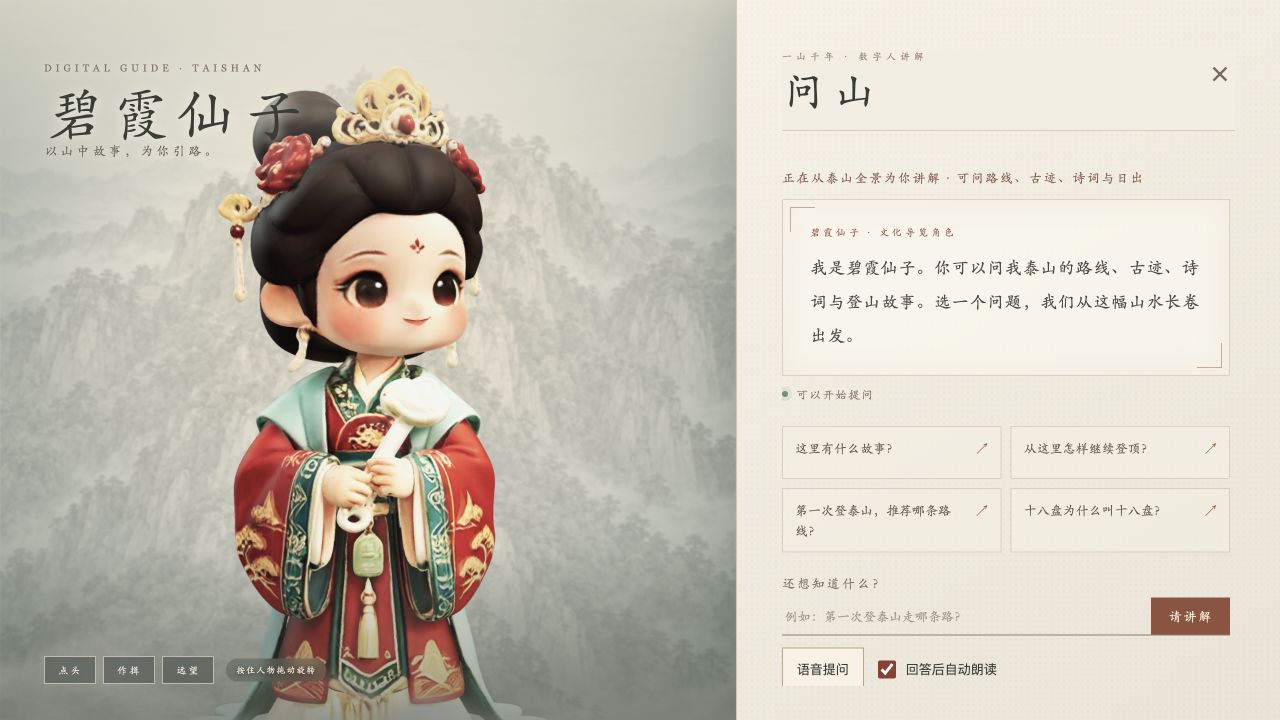 DIGITAL GUIDE · TAISHAN
碧霞仙子
以山中故事，为你引路。
点头
作揖
远望
按住人物拖动旋转
一山千年 · 数字人讲解
问山
×
正在从泰山全景为你讲解 · 可问路线、古迹、诗词与日出
碧霞仙子 · 文化导览角色
我是碧霞仙子。你可以问我泰山的路线、古迹、诗
词与登山故事。选一个问题，我们从这幅山水长卷
出发。
可以开始提问
这里有什么故事？
从这里怎样继续登顶？
第一次登泰山，推荐哪条路
线？
十八盘为什么叫十八盘？
还想知道什么？
例如：第一次登泰山走哪条路？
请讲解
语音提问
回答后自动朗读